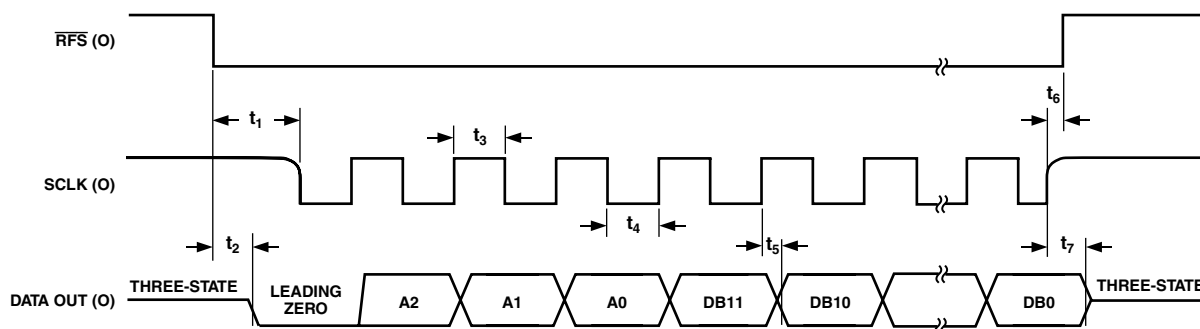 RFS (O)
t6
t1
t3
SCLK (O)
t4
t2
t5
t7
THREE-STATE
DATA OUT (O)
LEADING
ZERO
A2
A1
A0
DB11
DB10
DB0
THREE-STATE